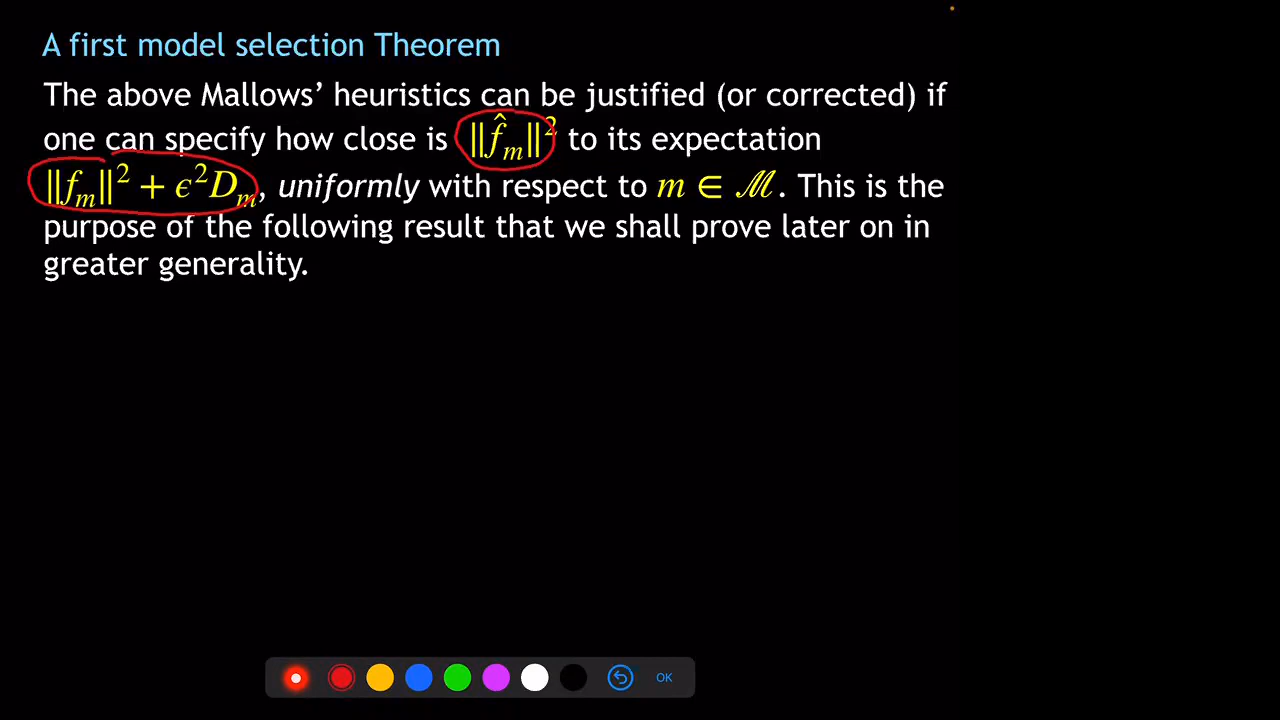 A first model selection Theorem
The above Mallows’ heuristics can be justified (or corrected) if
one can specify how close is ||f̂ₘ||² to its expectation
||fₘ||² + ϵ²Dₘ, uniformly with respect to m ∈ ℳ. This is the
purpose of the following result that we shall prove later on in
greater generality.
OK